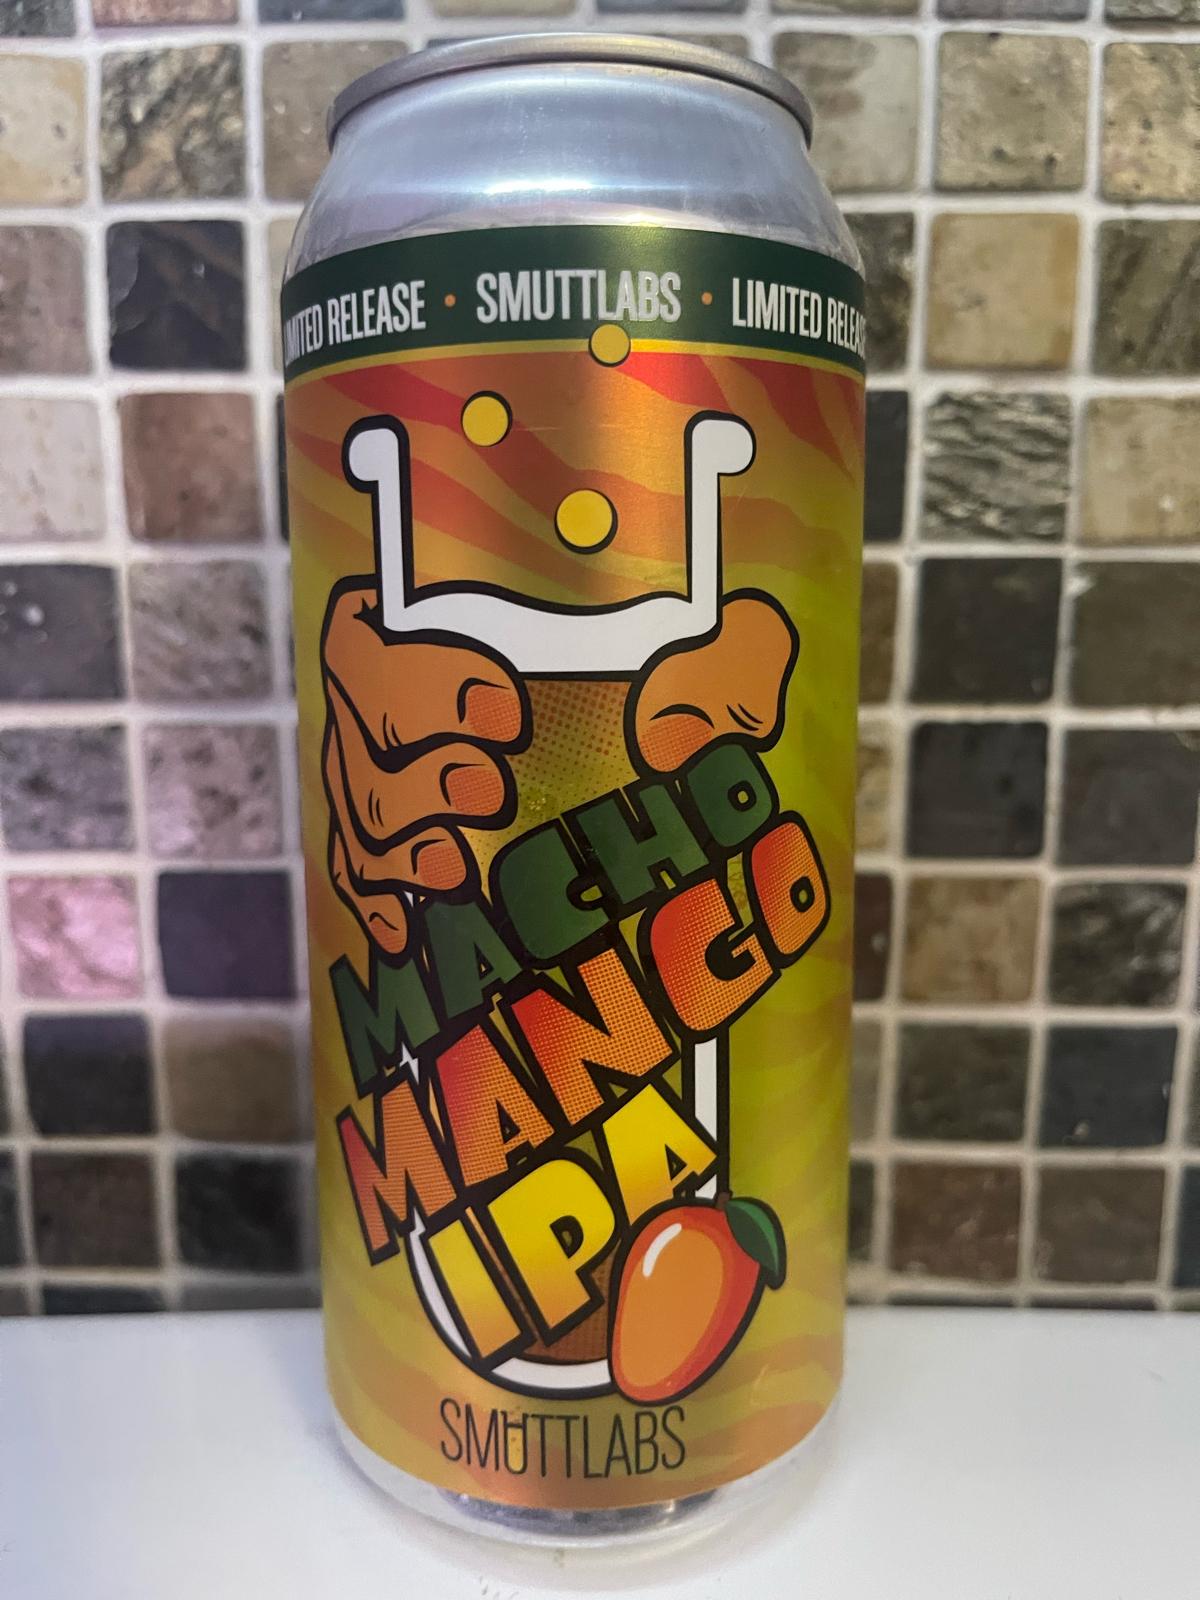 LIMITED RELEASE • SMUTTLABS • LIMITED RELEASE
MACHO
MANGO
IPA
SMUTTLABS